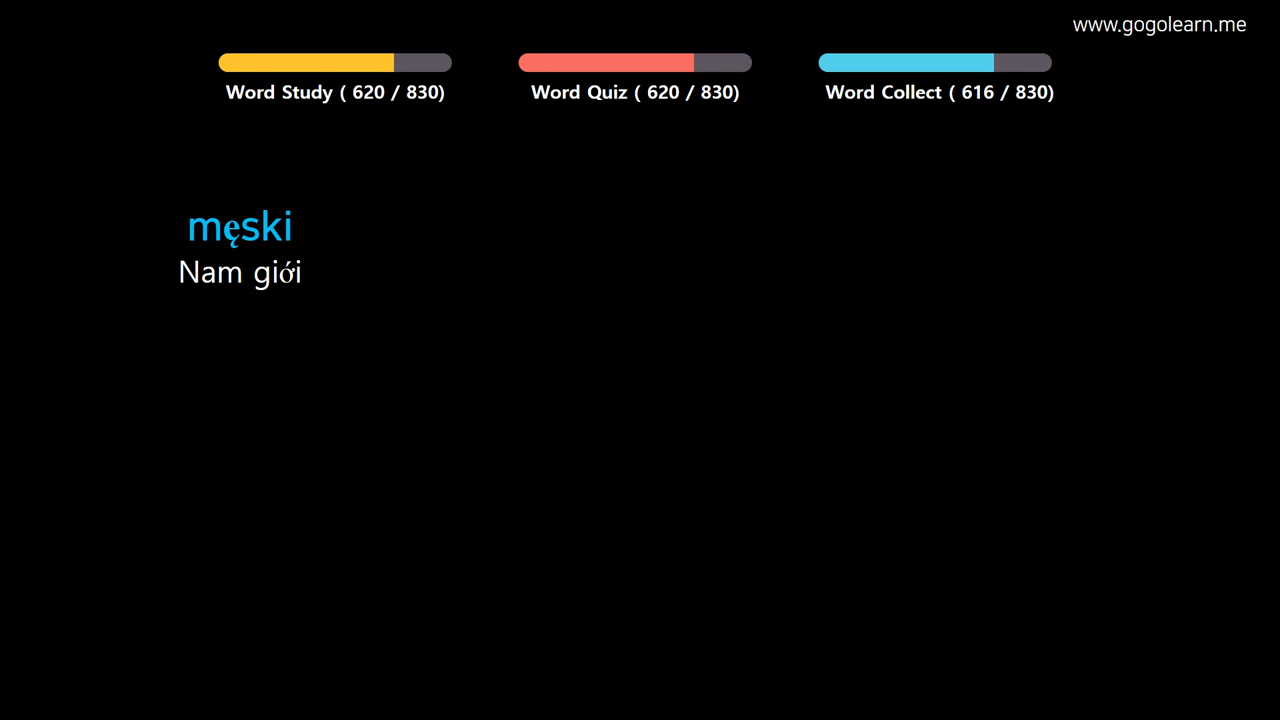 www.gogolearn.me
Word Study ( 620 / 830)
Word Quiz ( 620 / 830)
Word Collect ( 616 / 830)
męski
Nam giới